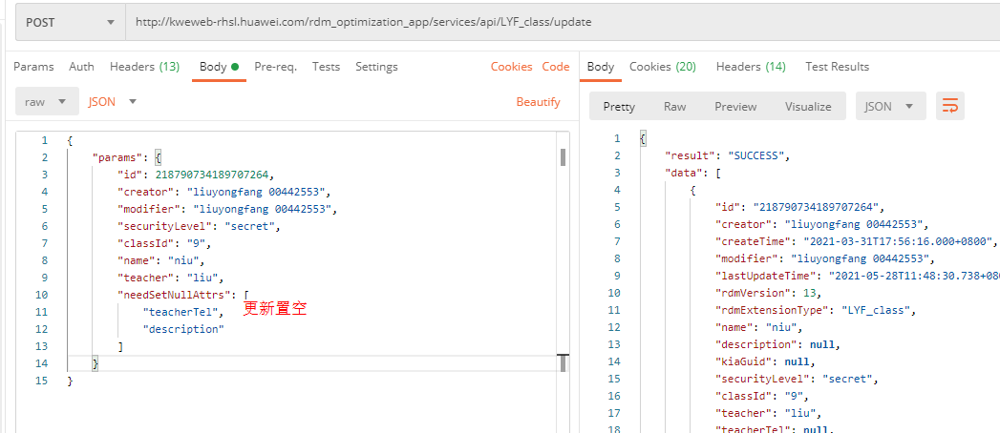 POST http://kweweb-rhsl.huawei.com/rdm_optimization_app/services/api/LYF_class/update
Params Auth Headers (13) Body Pre-req. Tests Settings Cookies Code
raw JSON Beautify
1 {
2 "params": {
3 "id": 218790734189707264,
4 "creator": "liuyongfang 00442553",
5 "modifier": "liuyongfang 00442553",
6 "securityLevel": "secret",
7 "classId": "9",
8 "name": "niu",
9 "teacher": "liu",
10 "needSetNullAttrs": [
11 "teacherTel", 更新置空
12 "description"
13 ]
14 }
15 }
Body Cookies (20) Headers (14) Test Results
Pretty Raw Preview Visualize JSON
1 {
2 "result": "SUCCESS",
3 "data": [
4 {
5 "id": "218790734189707264",
6 "creator": "liuyongfang 00442553",
7 "createTime": "2021-03-31T17:56:16.000+0800",
8 "modifier": "liuyongfang 00442553",
9 "lastUpdateTime": "2021-05-28T11:48:30.738+08
10 "rdmVersion": 13,
11 "rdmExtensionType": "LYF_class",
12 "name": "niu",
13 "description": null,
14 "kiaGuid": null,
15 "securityLevel": "secret",
16 "classId": "9",
17 "teacher": "liu",
18 "teacherTel": null,